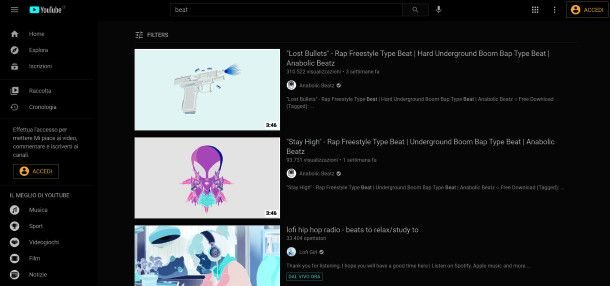 YouTube IT
beat
ACCEDI
Home
Esplora
Iscrizioni
Raccolta
Cronologia
Effettua l'accesso per
mettere Mi piace ai video,
commentare e iscriverti ai
canali.
ACCEDI
IL MEGLIO DI YOUTUBE
Musica
Sport
Videogiochi
Film
Notizie
FILTERS
3:46
"Lost Bullets" - Rap Freestyle Type Beat | Hard Underground Boom Bap Type Beat |
Anabolic Beatz
310.522 visualizzazioni • 3 settimane fa
Anabolic Beatz
"Lost Bullets" - Rap Freestyle Type Beat | Hard Underground Boom Bap Type Beat | Anabolic Beatz ○ Free Download
(Tagged): ...
3:46
"Stay High" - Rap Freestyle Type Beat | Underground Boom Bap Type Beat | Anabolic
Beatz
93.731 visualizzazioni • 1 settimana fa
Anabolic Beatz
"Stay High" - Rap Freestyle Type Beat | Underground Boom Bap Type Beat | Anabolic Beatz ○ Free Download (Tagged): ...
lofi hip hop radio - beats to relax/study to
33.404 spettatori
Lofi Girl
Thank you for listening, I hope you will have a good time here | Listen on Spotify, Apple music and more ...
DAL VIVO ORA